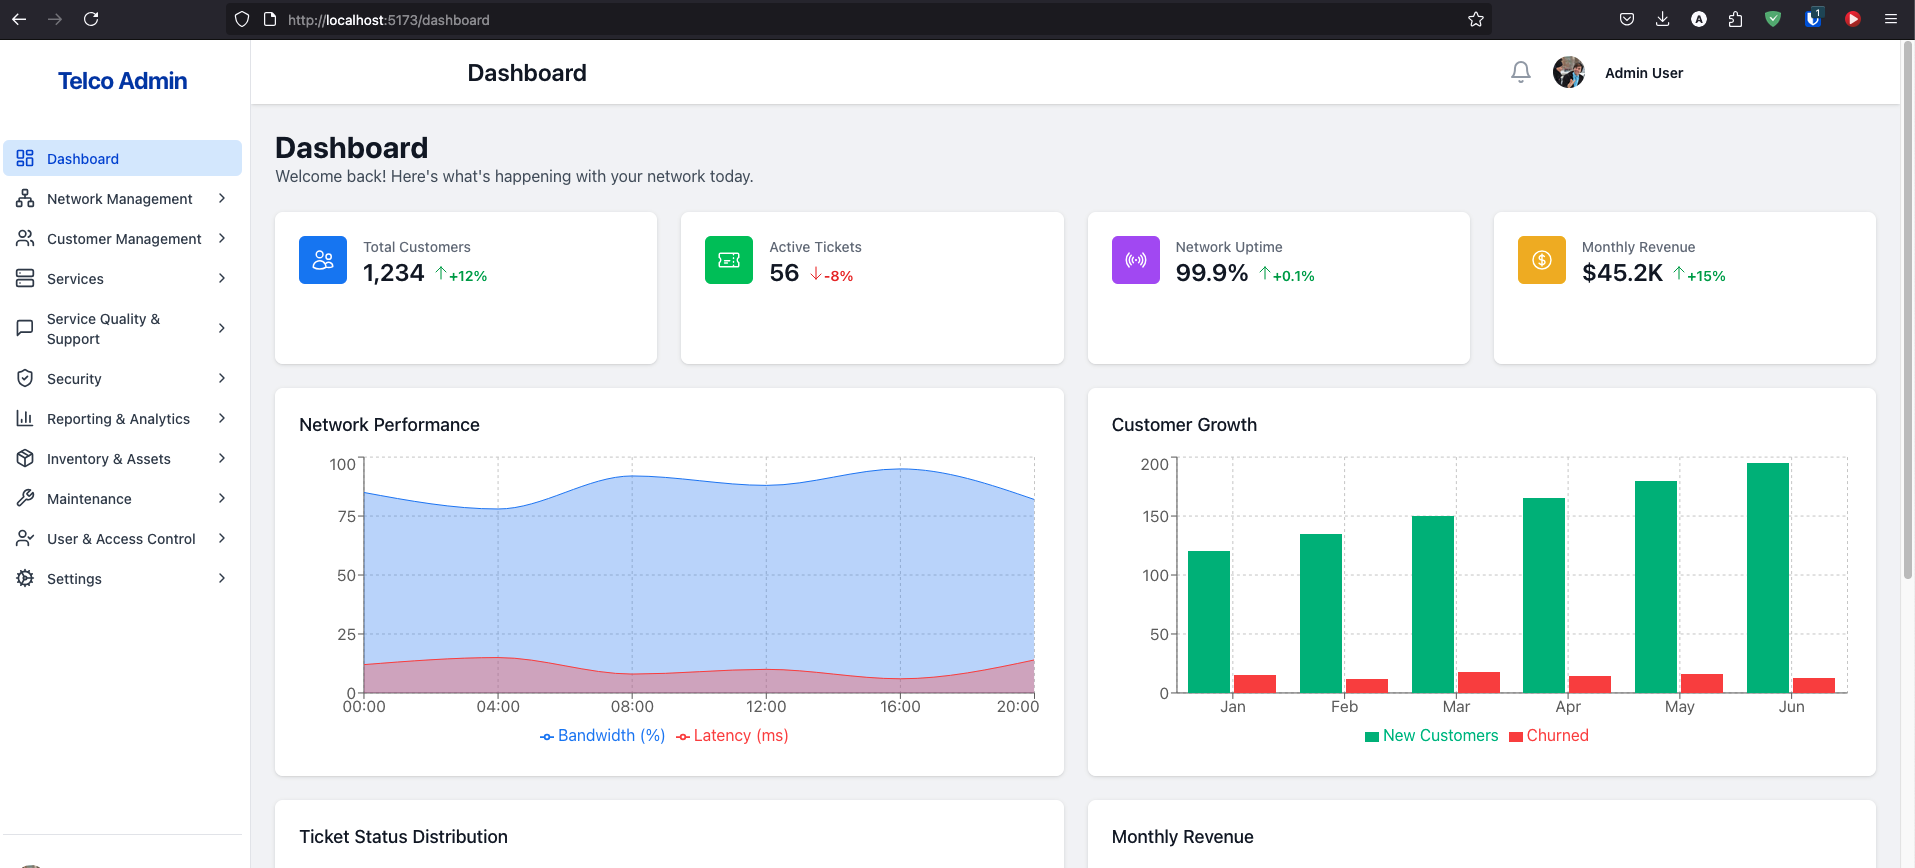 http://localhost:5173/dashboard
A
1
Telco Admin
Dashboard
Network Management
Customer Management
Services
Service Quality &
Support
Security
Reporting & Analytics
Inventory & Assets
Maintenance
User & Access Control
Settings
Dashboard
Admin User
Dashboard
Welcome back! Here's what's happening with your network today.
Total Customers
1,234 ↑+12%
Active Tickets
56 ↓-8%
Network Uptime
99.9% ↑+0.1%
Monthly Revenue
$45.2K ↑+15%
Network Performance
100
75
50
25
0
00:00 04:00 08:00 12:00 16:00 20:00
Bandwidth (%) Latency (ms)
Customer Growth
200
150
100
50
0
Jan Feb Mar Apr May Jun
New Customers Churned
Ticket Status Distribution
Monthly Revenue